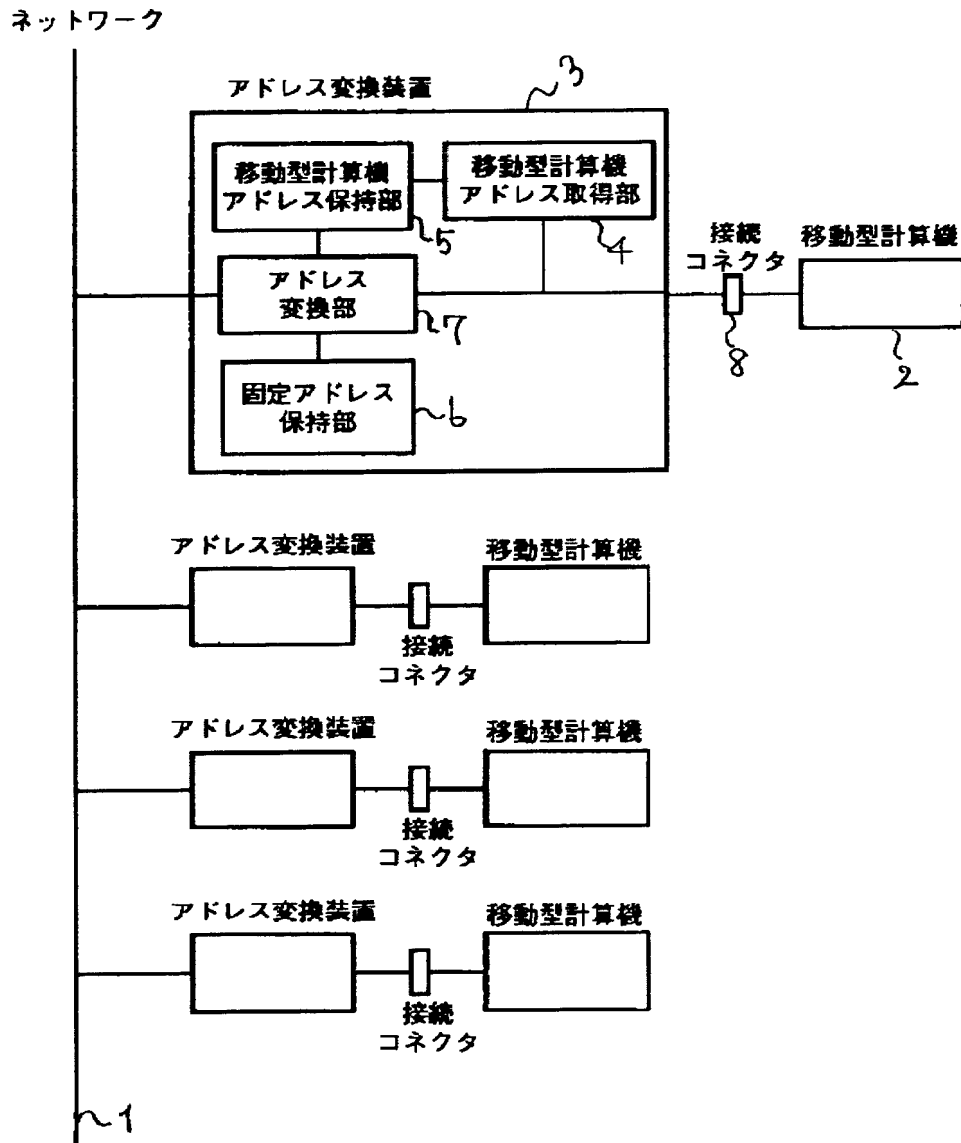 ネットワーク
アドレス変換装置
3
移動型計算機
アドレス保持部
5
移動型計算機
アドレス取得部
4
アドレス
変換部
7
固定アドレス
保持部
6
接続
コネクタ
8
移動型計算機
2
アドレス変換装置
移動型計算機
接続
コネクタ
アドレス変換装置
移動型計算機
接続
コネクタ
アドレス変換装置
移動型計算機
接続
コネクタ
1